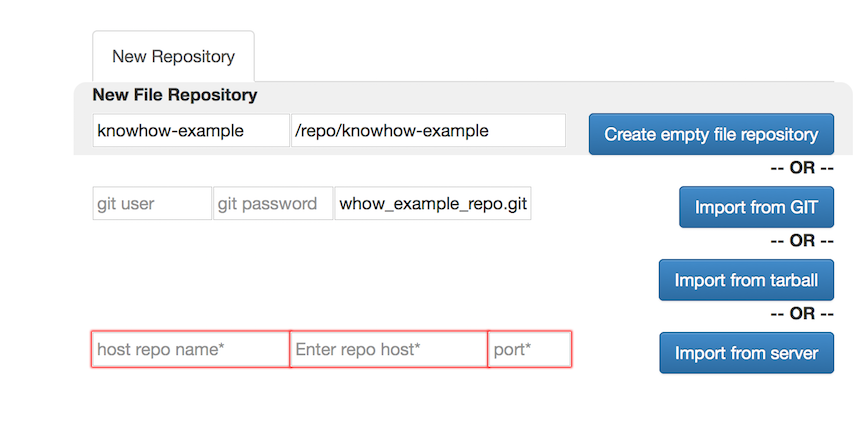 New Repository
New File Repository
knowhow-example /repo/knowhow-example Create empty file repository
-- OR --
git user git password whow_example_repo.git Import from GIT
-- OR --
Import from tarball
-- OR --
host repo name* Enter repo host* port* Import from server